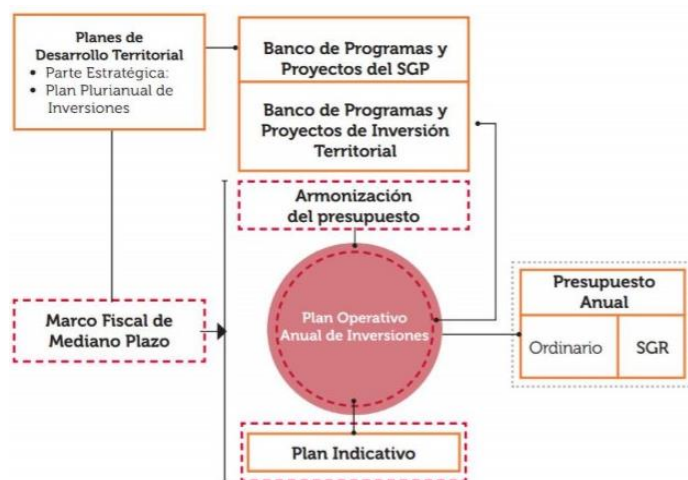 Planes de
Desarrollo Territorial
• Parte Estratégica:
• Plan Plurianual de
Inversiones
Banco de Programas y
Proyectos del SGP
Banco de Programas y
Proyectos de Inversión
Territorial
Armonización
del presupuesto
Marco Fiscal de
Mediano Plazo
Plan Operativo
Anual de Inversiones
Presupuesto
Anual
Ordinario
SGR
Plan Indicativo